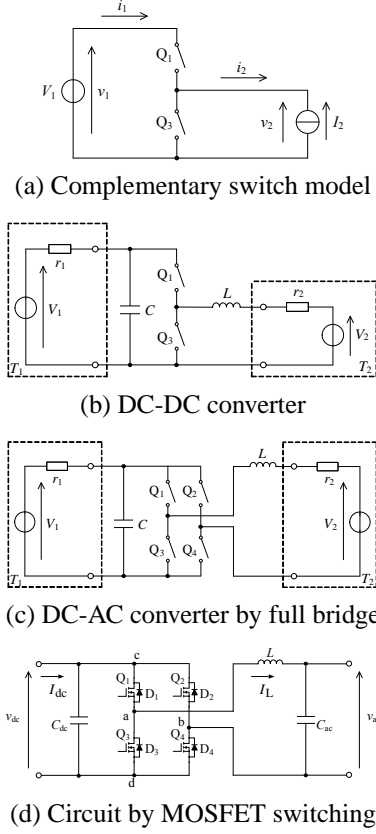 i1
i2
V1
v1
Q1
Q3
v2
I2
(a) Complementary switch model
r1
V1
T1
C
Q1
Q3
L
r2
V2
T2
(b) DC-DC converter
r1
V1
T1
C
Q1
Q2
Q3
Q4
L
r2
V2
T2
(c) DC-AC converter by full bridge
c
Idc
vdc
Cdc
Q1
D1
Q2
D2
a
b
Q3
D3
Q4
D4
d
L
IL
Cac
(d) Circuit by MOSFET switching